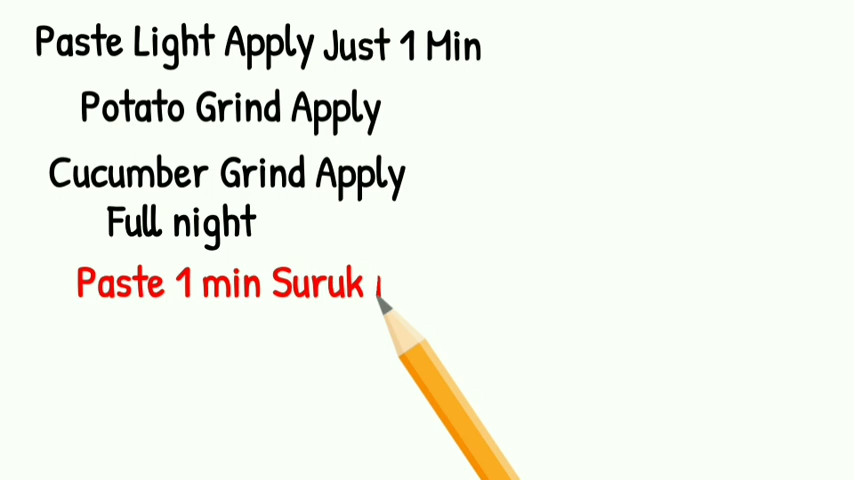 Paste Light Apply Just 1 Min
Potato Grind Apply
Cucumber Grind Apply
Full night
Paste 1 min Suruk